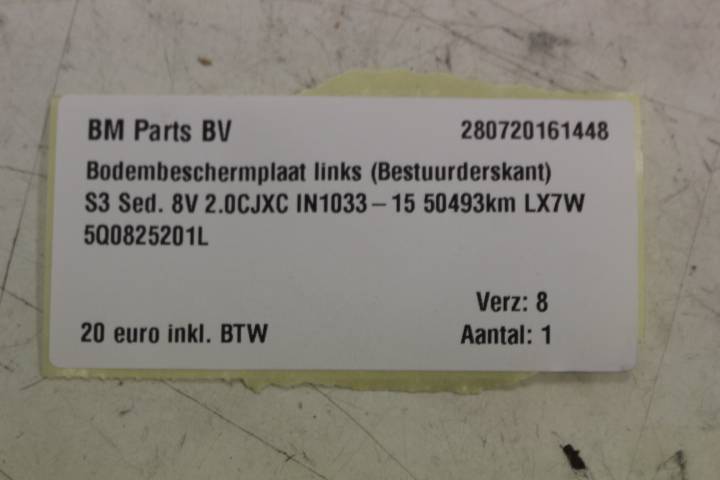 BM Parts BV 280720161448
Bodembeschermplaat links (Bestuurderskant)
S3 Sed. 8V 2.0CJXC IN1033-15 50493km LX7W
5Q0825201L
Verz: 8
20 euro inkl. BTW Aantal: 1